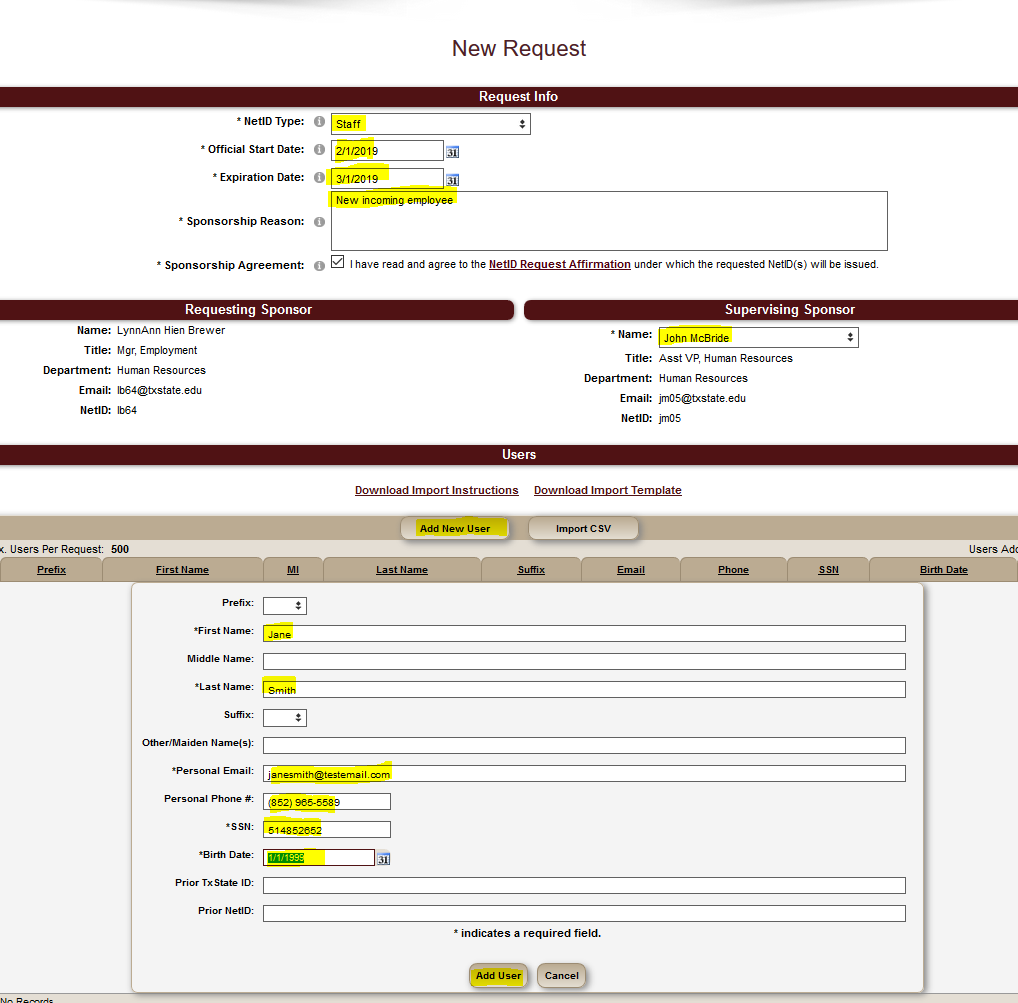 New Request
Request Info
* NetID Type: Staff
* Official Start Date: 2/1/2019 31
* Expiration Date: 3/1/2019 31
* Sponsorship Reason: New incoming employee
* Sponsorship Agreement: I have read and agree to the NetID Request Affirmation under which the requested NetID(s) will be issued.
Requesting Sponsor
Name: LynnAnn Hien Brewer
Title: Mgr, Employment
Department: Human Resources
Email: lb64@txstate.edu
NetID: lb64
Supervising Sponsor
* Name: John McBride
Title: Asst VP, Human Resources
Department: Human Resources
Email: jm05@txstate.edu
NetID: jm05
Users
Download Import Instructions Download Import Template
Add New User Import CSV
x. Users Per Request: 500 Users Add
Prefix First Name MI Last Name Suffix Email Phone SSN Birth Date
Prefix:
*First Name: Jane
Middle Name:
*Last Name: Smith
Suffix:
Other/Maiden Name(s):
*Personal Email: janesmith@testemail.com
Personal Phone #: (852) 965-5589
*SSN: 514852652
*Birth Date: 1/1/1999 31
Prior TxState ID:
Prior NetID:
* indicates a required field.
Add User Cancel
No Records